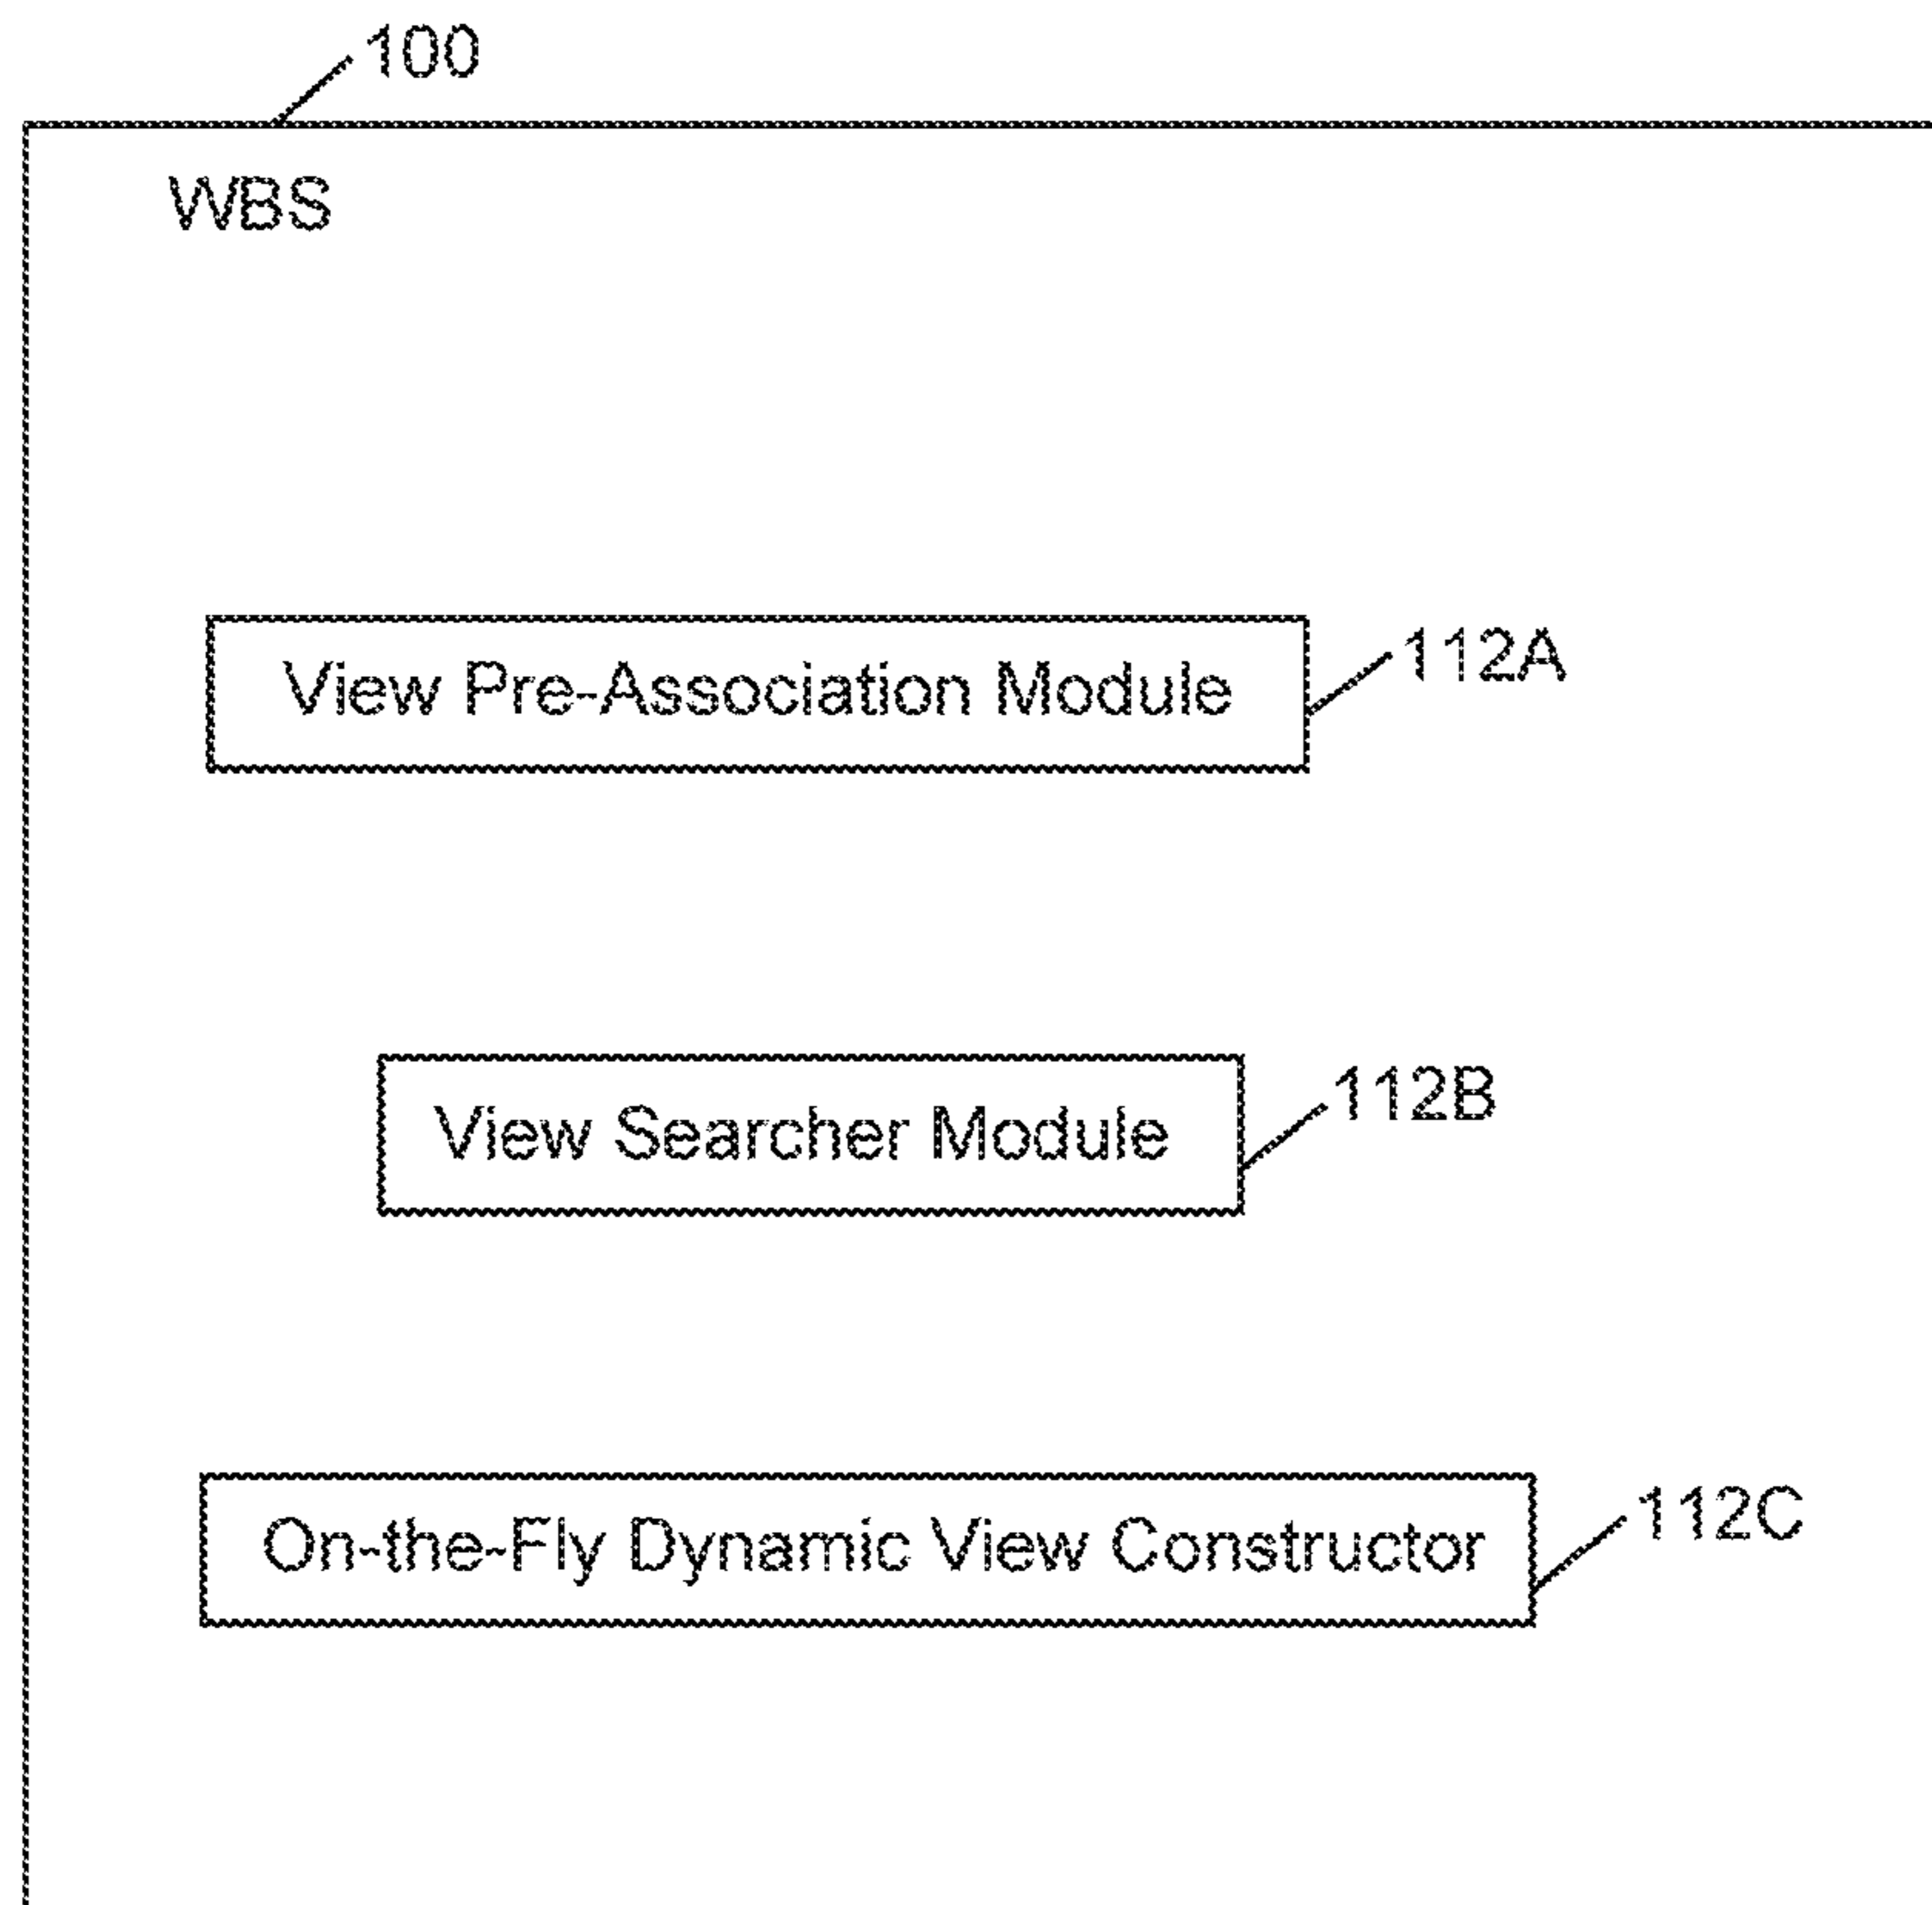 100
WBS
View Pre-Association Module
112A
View Searcher Module
112B
On-the-Fly Dynamic View Constructor
112C